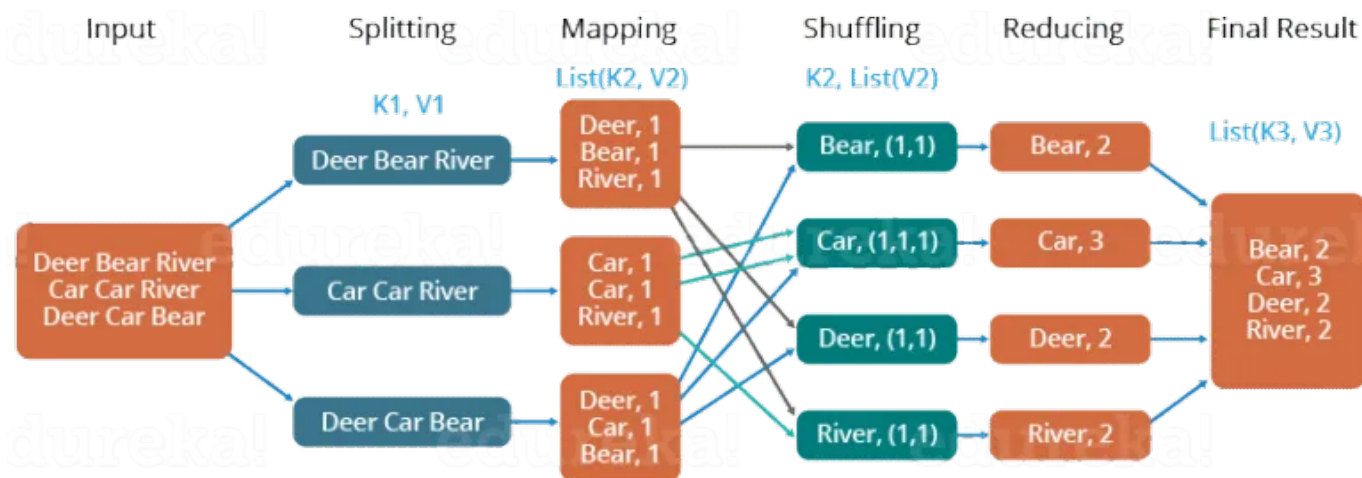 Input
Splitting
Mapping
Shuffling
Reducing
Final Result
K1, V1
List(K2, V2)
K2, List(V2)
List(K3, V3)
Deer Bear River
Car Car River
Deer Car Bear
Deer Bear River
Car Car River
Deer Car Bear
Deer, 1
Bear, 1
River, 1
Car, 1
Car, 1
River, 1
Deer, 1
Car, 1
Bear, 1
Bear, (1,1)
Car, (1,1,1)
Deer, (1,1)
River, (1,1)
Bear, 2
Car, 3
Deer, 2
River, 2
Bear, 2
Car, 3
Deer, 2
River, 2
edureka!